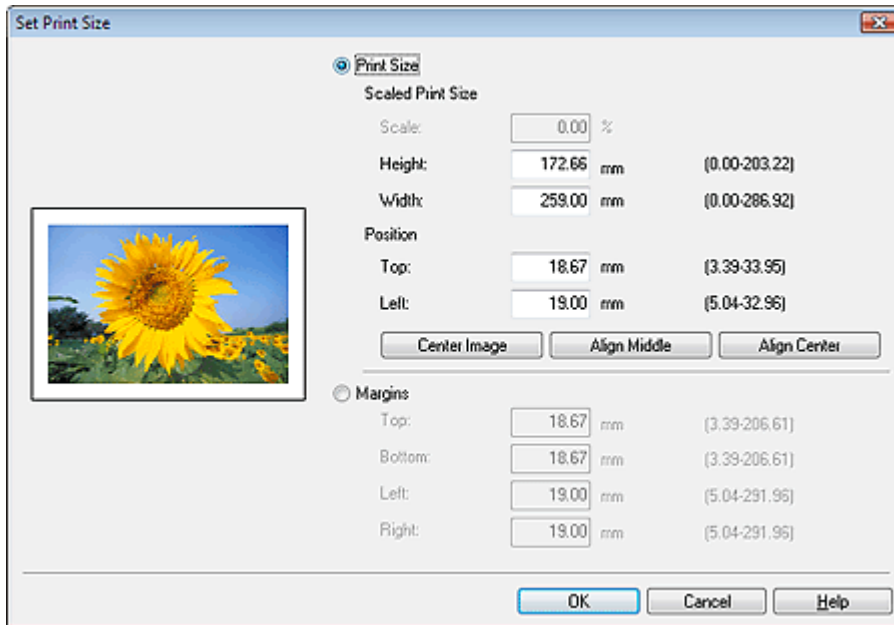 Set Print Size
Print Size
Scaled Print Size
Scale: 0.00 %
Height: 172.66 mm (0.00-203.22)
Width: 259.00 mm (0.00-286.92)
Position
Top: 18.67 mm (3.39-33.95)
Left: 19.00 mm (5.04-32.96)
Center Image Align Middle Align Center
Margins
Top: 18.67 mm (3.39-206.61)
Bottom: 18.67 mm (3.39-206.61)
Left: 19.00 mm (5.04-291.96)
Right: 19.00 mm (5.04-291.96)
OK Cancel Help